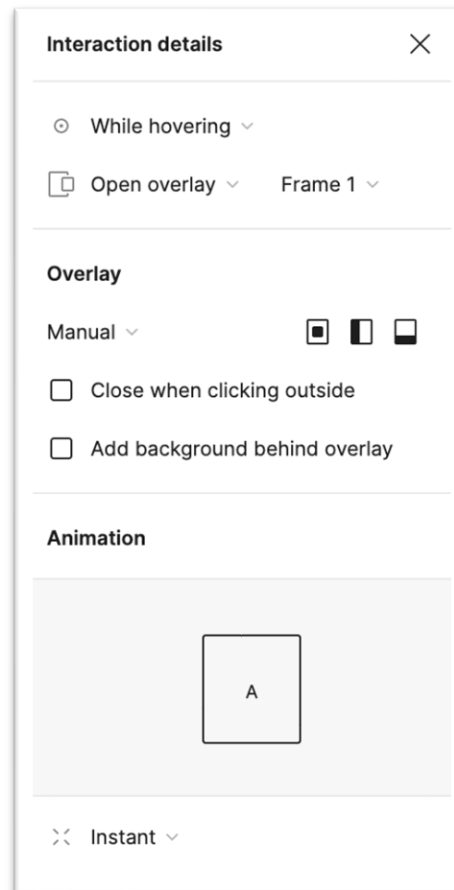 Interaction details
While hovering
Open overlay Frame 1
Overlay
Manual
Close when clicking outside
Add background behind overlay
Animation
A
Instant